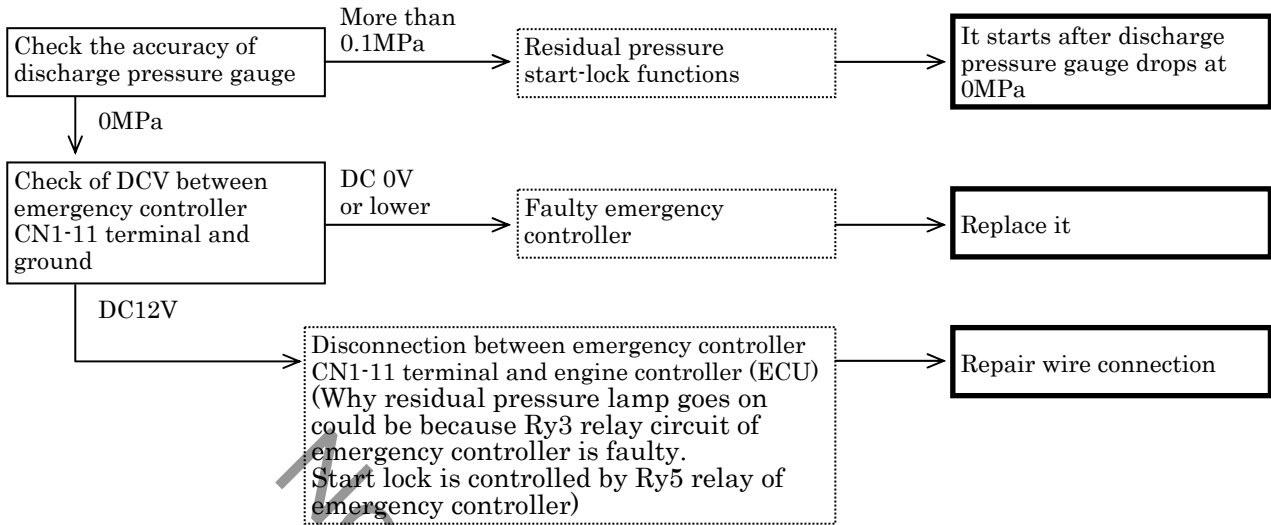 Check the accuracy of
discharge pressure gauge
More than
0.1MPa
Residual pressure
start-lock functions
It starts after discharge
pressure gauge drops at
0MPa
0MPa
Check of DCV between
emergency controller
CN1-11 terminal and
ground
DC 0V
or lower
Faulty emergency
controller
Replace it
DC12V
Disconnection between emergency controller
CN1-11 terminal and engine controller (ECU)
(Why residual pressure lamp goes on
could be because Ry3 relay circuit of
emergency controller is faulty.
Start lock is controlled by Ry5 relay of
emergency controller)
Repair wire connection